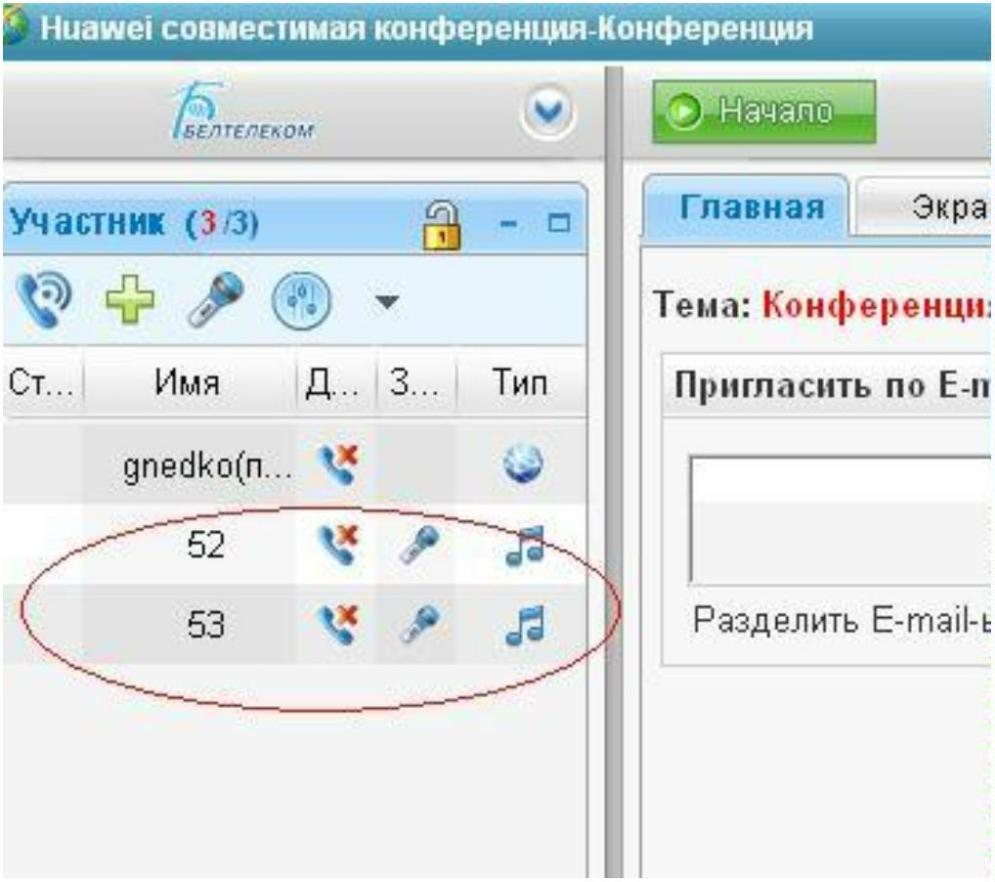 Huawei совместимая конференция-Конференция
БЕЛТЕЛЕКОМ
Начало
Участник (3/3)
Главная
Экра
Тема: Конференция
Ст... Имя Д... З... Тип
Пригласить по E-m
gnedko(п...
52
53
Разделить E-mail-ы